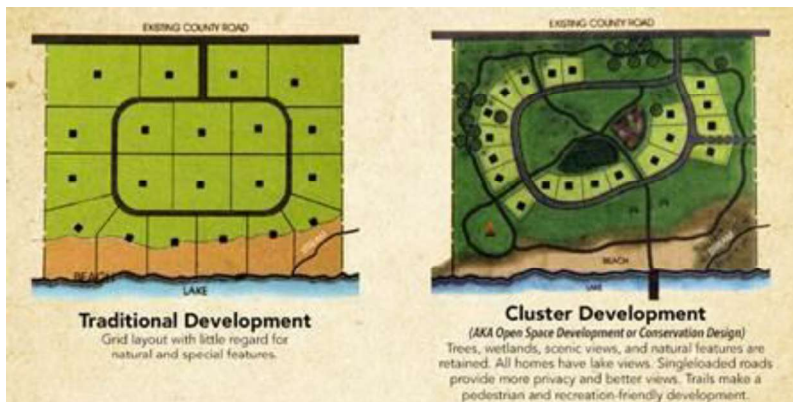 EXISTING COUNTY ROAD
STREAM
BEACH
LAKE
Traditional Development
Grid layout with little regard for
natural and special features.
EXISTING COUNTY ROAD
STREAM
BEACH
LAKE
Cluster Development
(AKA Open Space Development or Conservation Design)
Trees, wetlands, scenic views, and natural features are
retained. All homes have lake views. Singleloaded roads
provide more privacy and better views. Trails make a
pedestrian and recreation-friendly development.